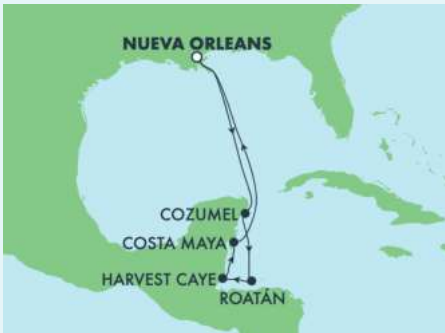 NUEVA ORLEANS
COZUMEL
COSTA MAYA
HARVEST CAYE
ROATÁN